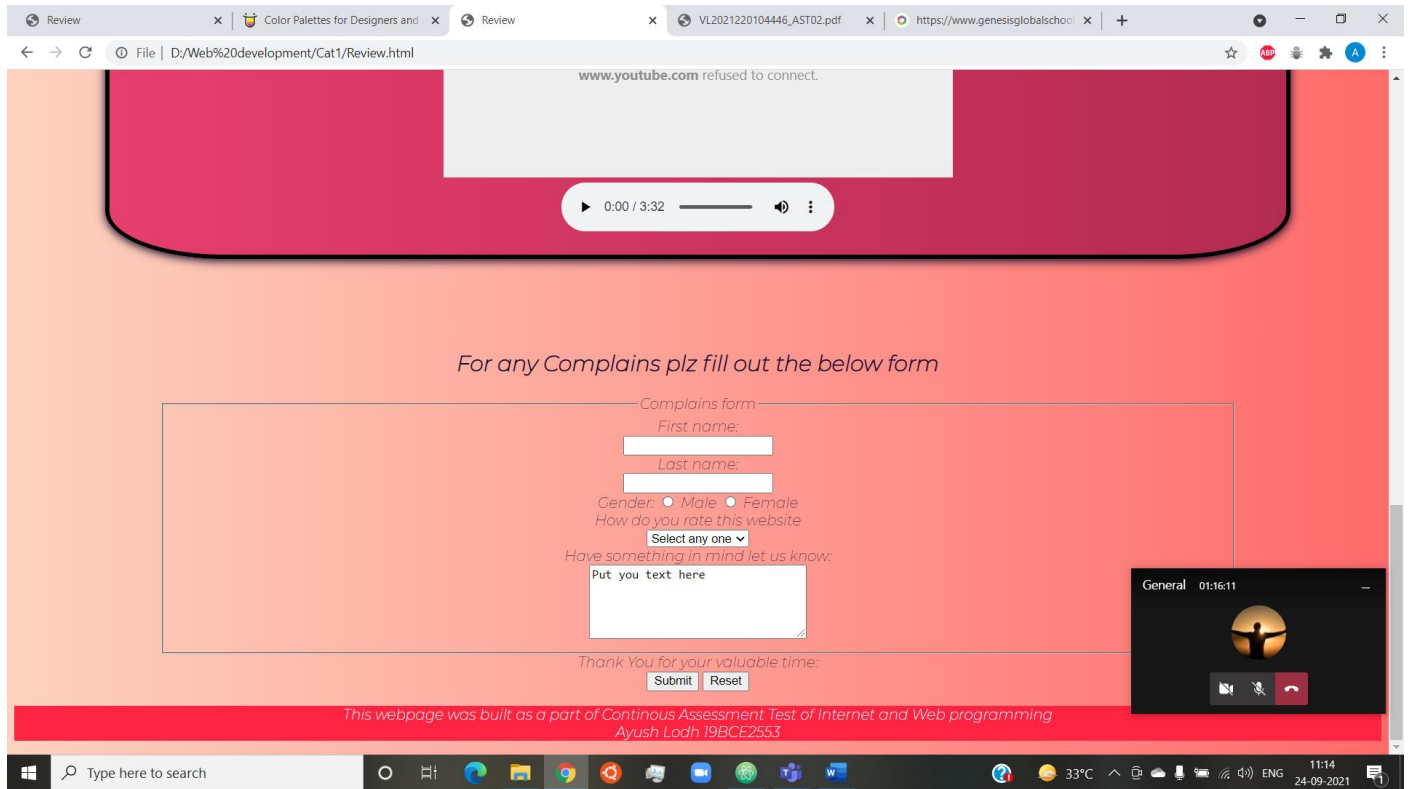 Review
Color Palettes for Designers and
Review
VL2021220104446_AST02.pdf
https://www.genesisglobalschool
File | D:/Web%20development/Cat1/Review.html
ABP
A
www.youtube.com refused to connect.
0:00 / 3:32
For any Complains plz fill out the below form
Complains form
First name:
Last name:
Gender: Male Female
How do you rate this website
Select any one
Have something in mind let us know:
Put you text here
General 01:16:11
Thank You for your valuable time:
Submit Reset
This webpage was built as a part of Continous Assessment Test of Internet and Web programming
Ayush Lodh 19BCE2553
Type here to search
33°C
ENG
11:14
24-09-2021
1